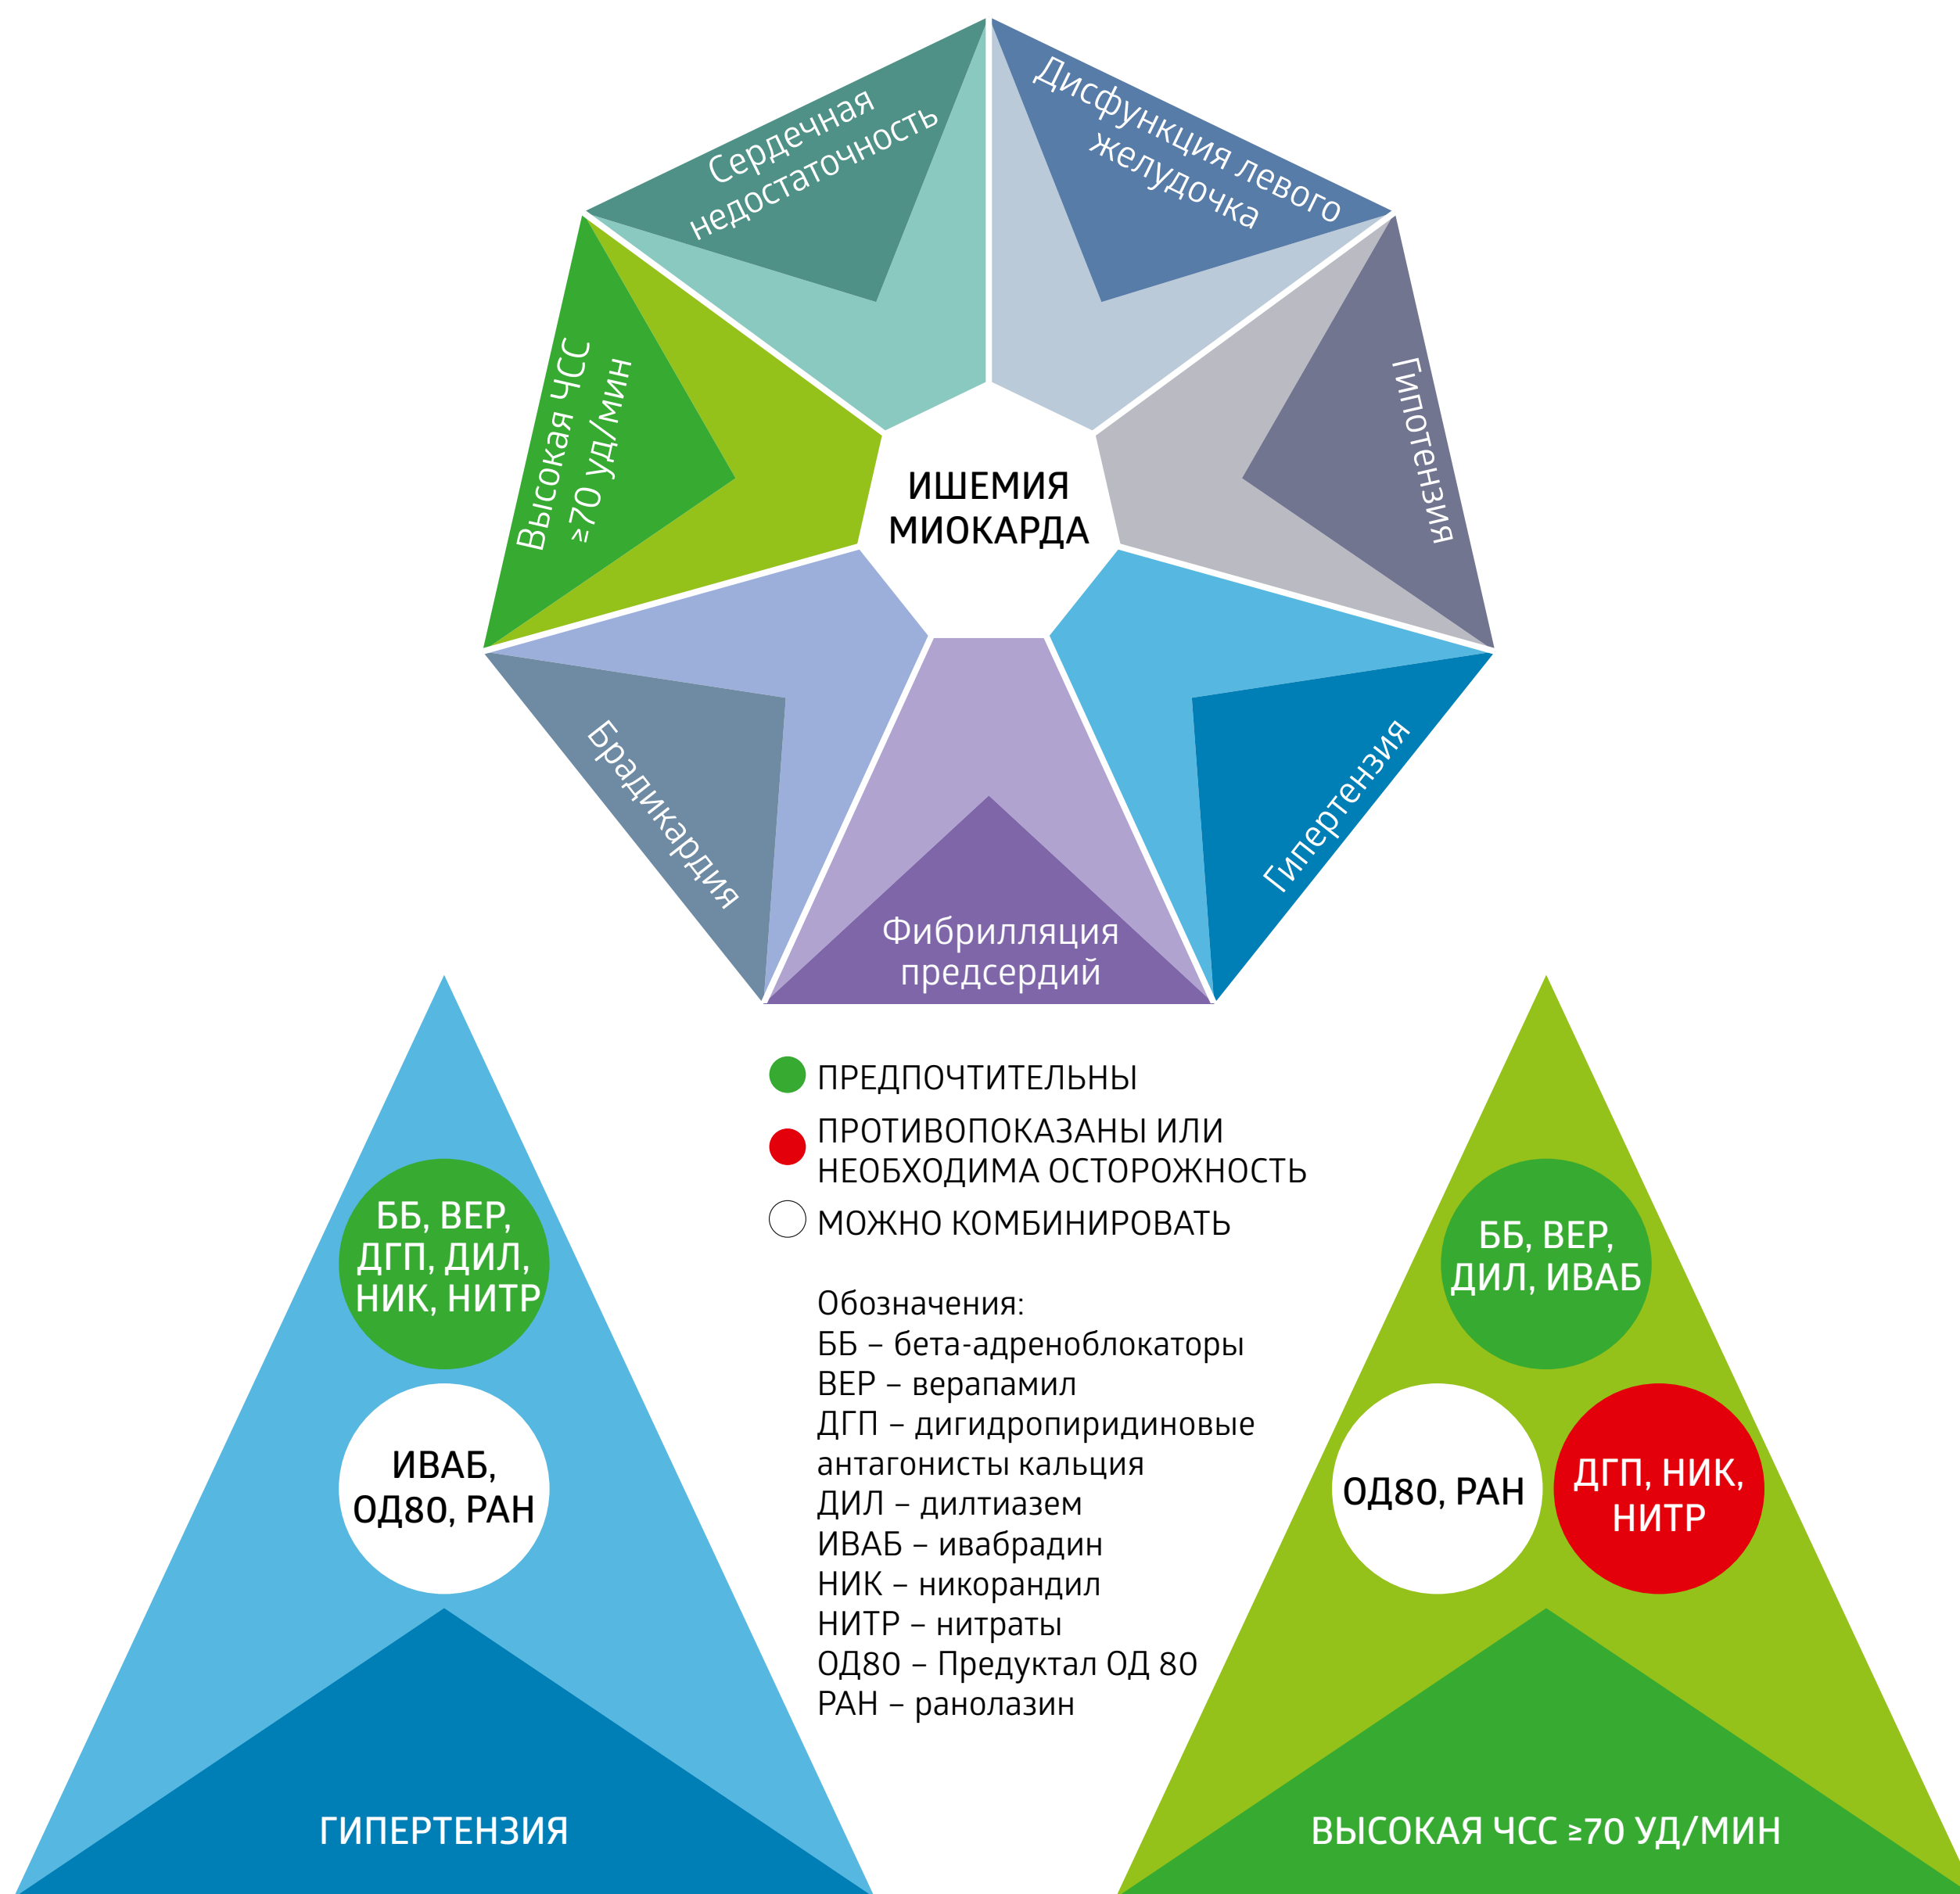 Сердечная
недостаточность
Дисфункция левого
желудочка
Высокая ЧСС
≥70 уд/мин
Гипотензия
ИШЕМИЯ
МИОКАРДА
Брадикардия
Гипертензия
Фибрилляция
предсердий
ПРЕДПОЧТИТЕЛЬНЫ
ПРОТИВОПОКАЗАНЫ ИЛИ
НЕОБХОДИМА ОСТОРОЖНОСТЬ
МОЖНО КОМБИНИРОВАТЬ
ББ, ВЕР,
ДГП, ДИЛ,
НИК, НИТР
ИВАБ,
ОД80, РАН
ГИПЕРТЕНЗИЯ
Обозначения:
ББ – бета-адреноблокаторы
ВЕР – верапамил
ДГП – дигидропиридиновые
антагонисты кальция
ДИЛ – дилтиазем
ИВАБ – ивабрадин
НИК – никорандил
НИТР – нитраты
ОД80 – Предуктал ОД 80
РАН – ранолазин
ББ, ВЕР,
ДИЛ, ИВАБ
ОД80, РАН
ДГП, НИК,
НИТР
ВЫСОКАЯ ЧСС ≥70 УД/МИН